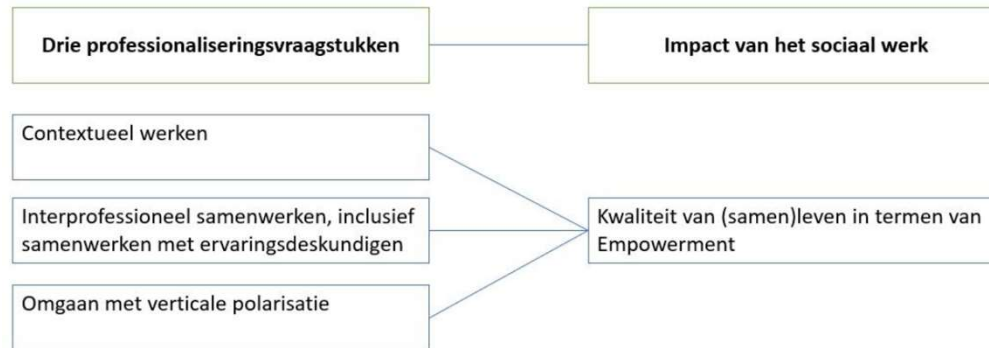 Drie professionaliseringsvraagstukken
Impact van het sociaal werk
Contextueel werken
Interprofessioneel samenwerken, inclusief
samenwerken met ervaringsdeskundigen
Kwaliteit van (samen)leven in termen van
Empowerment
Omgaan met verticale polarisatie